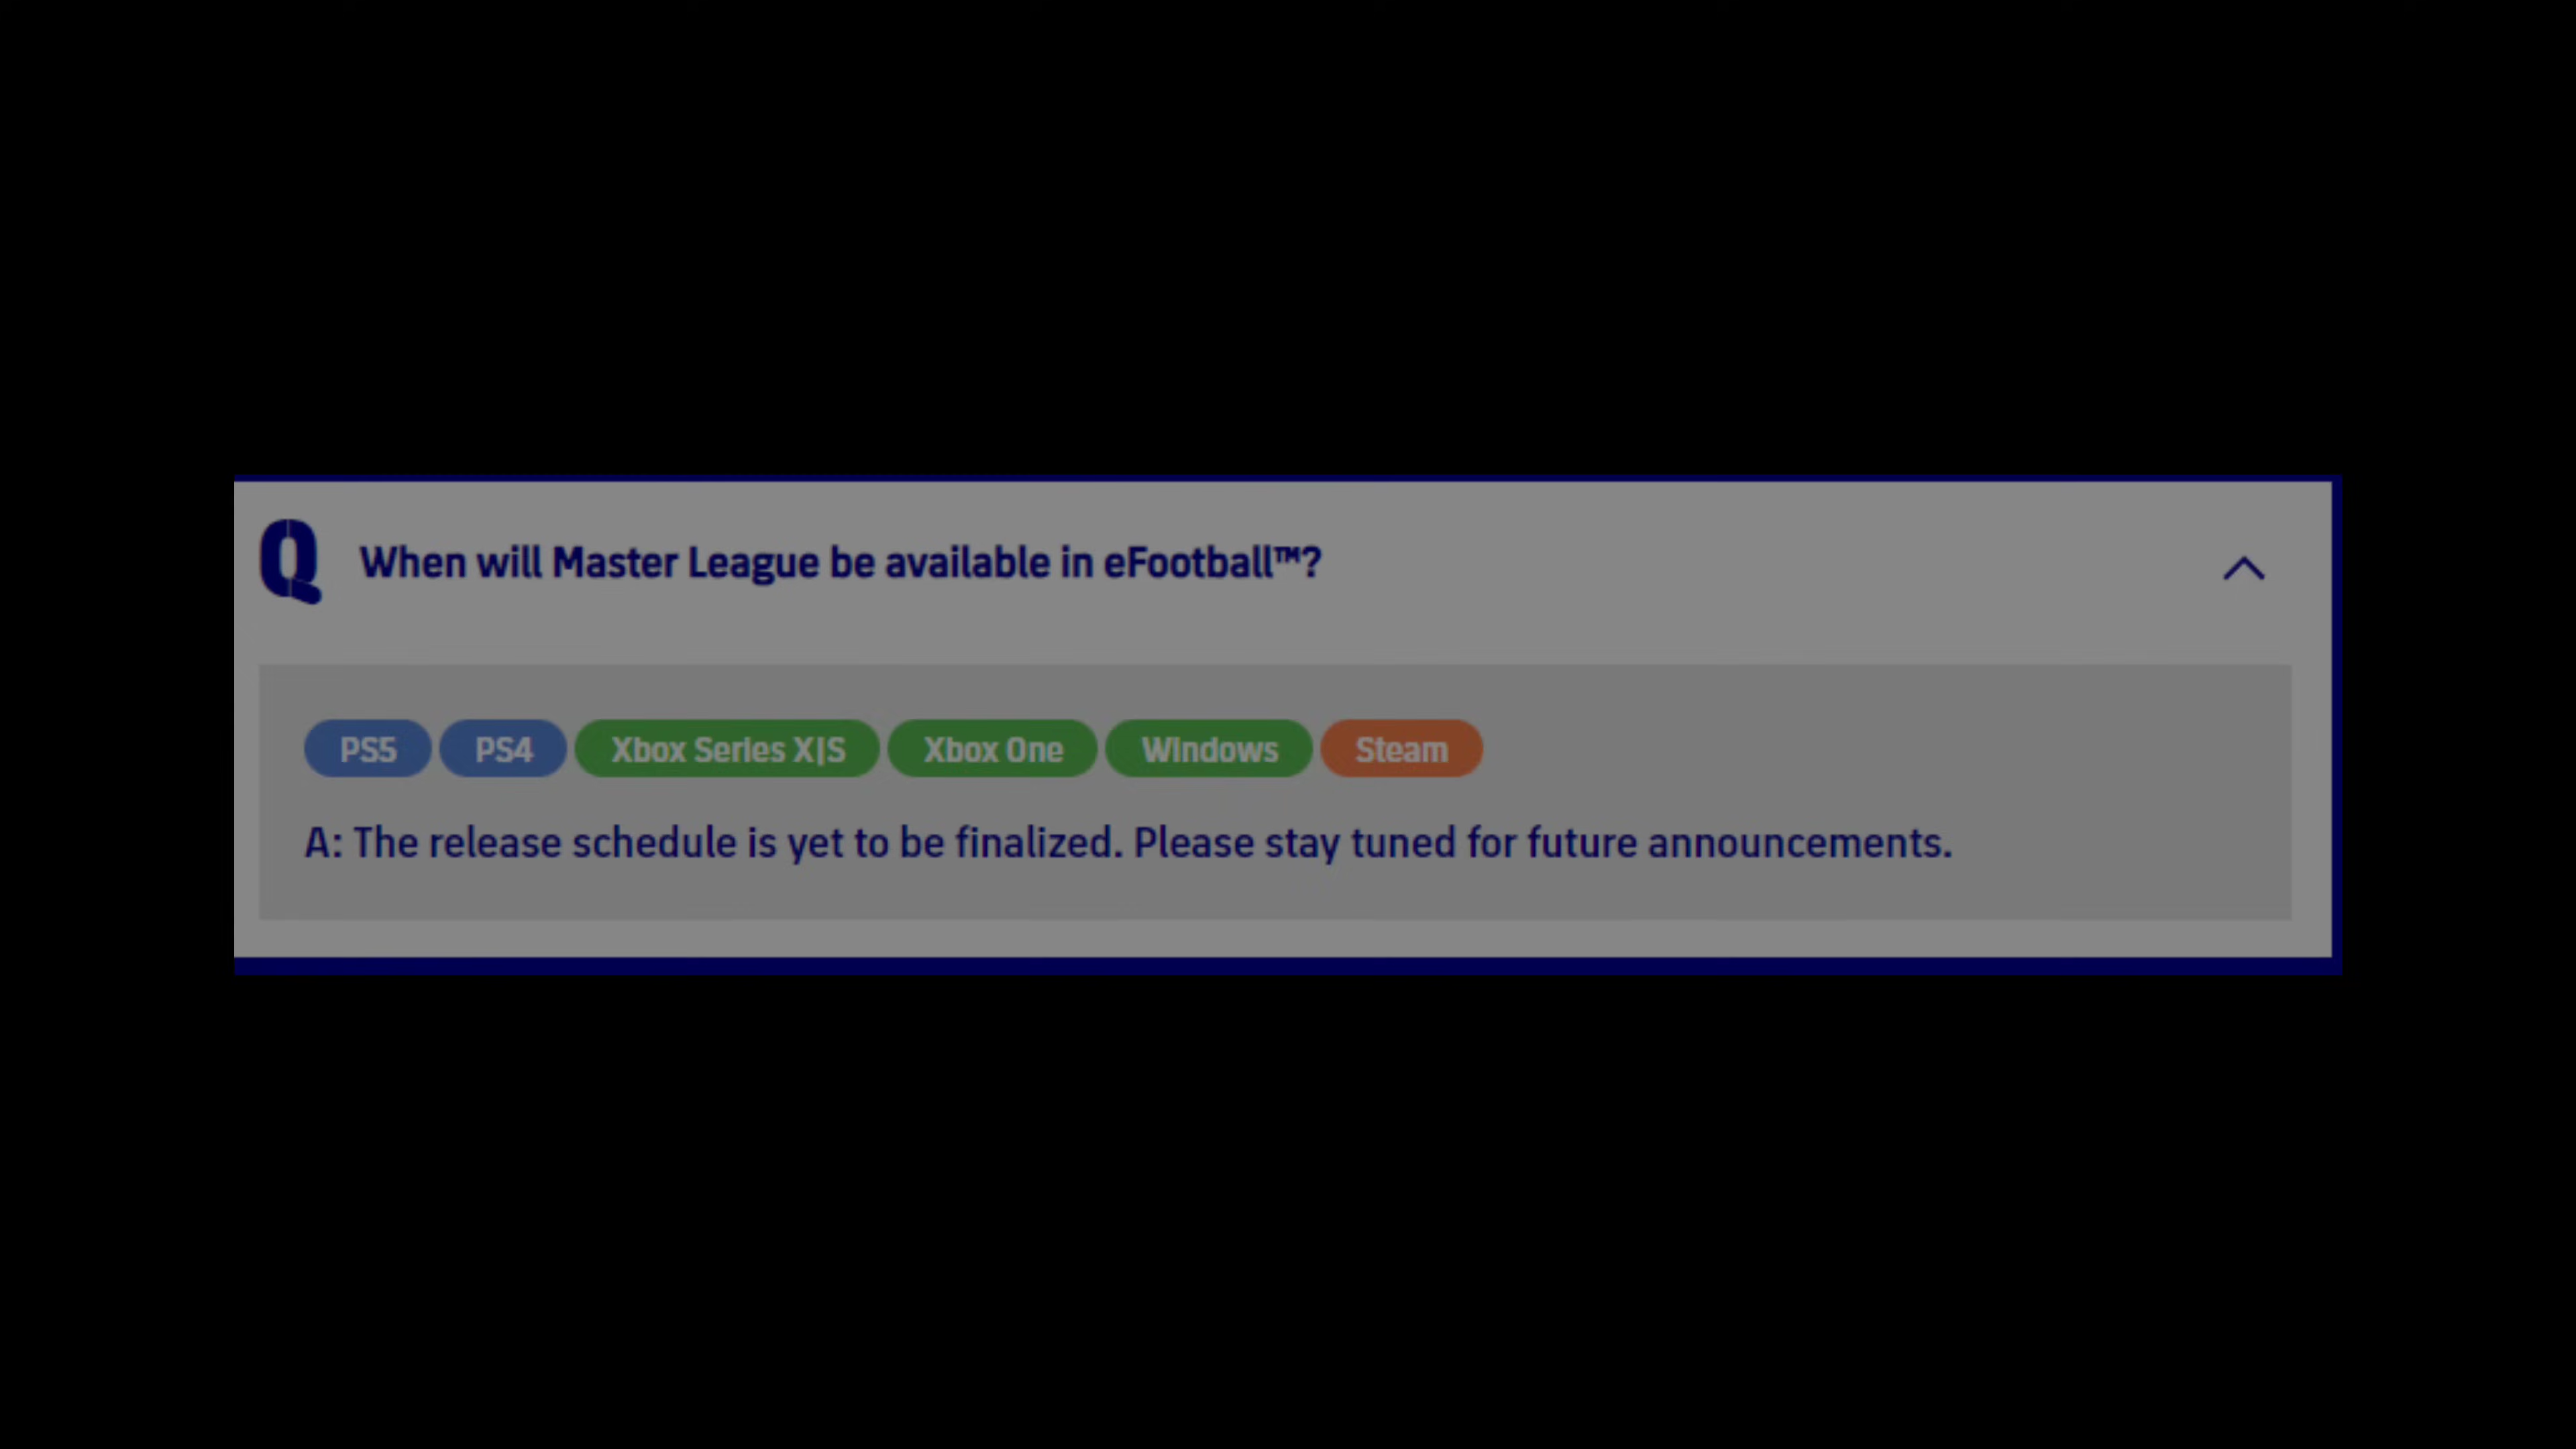 Q When will Master League be available in eFootball™?
PS5 PS4 Xbox Series X|S Xbox One Windows Steam
A: The release schedule is yet to be finalized. Please stay tuned for future announcements.